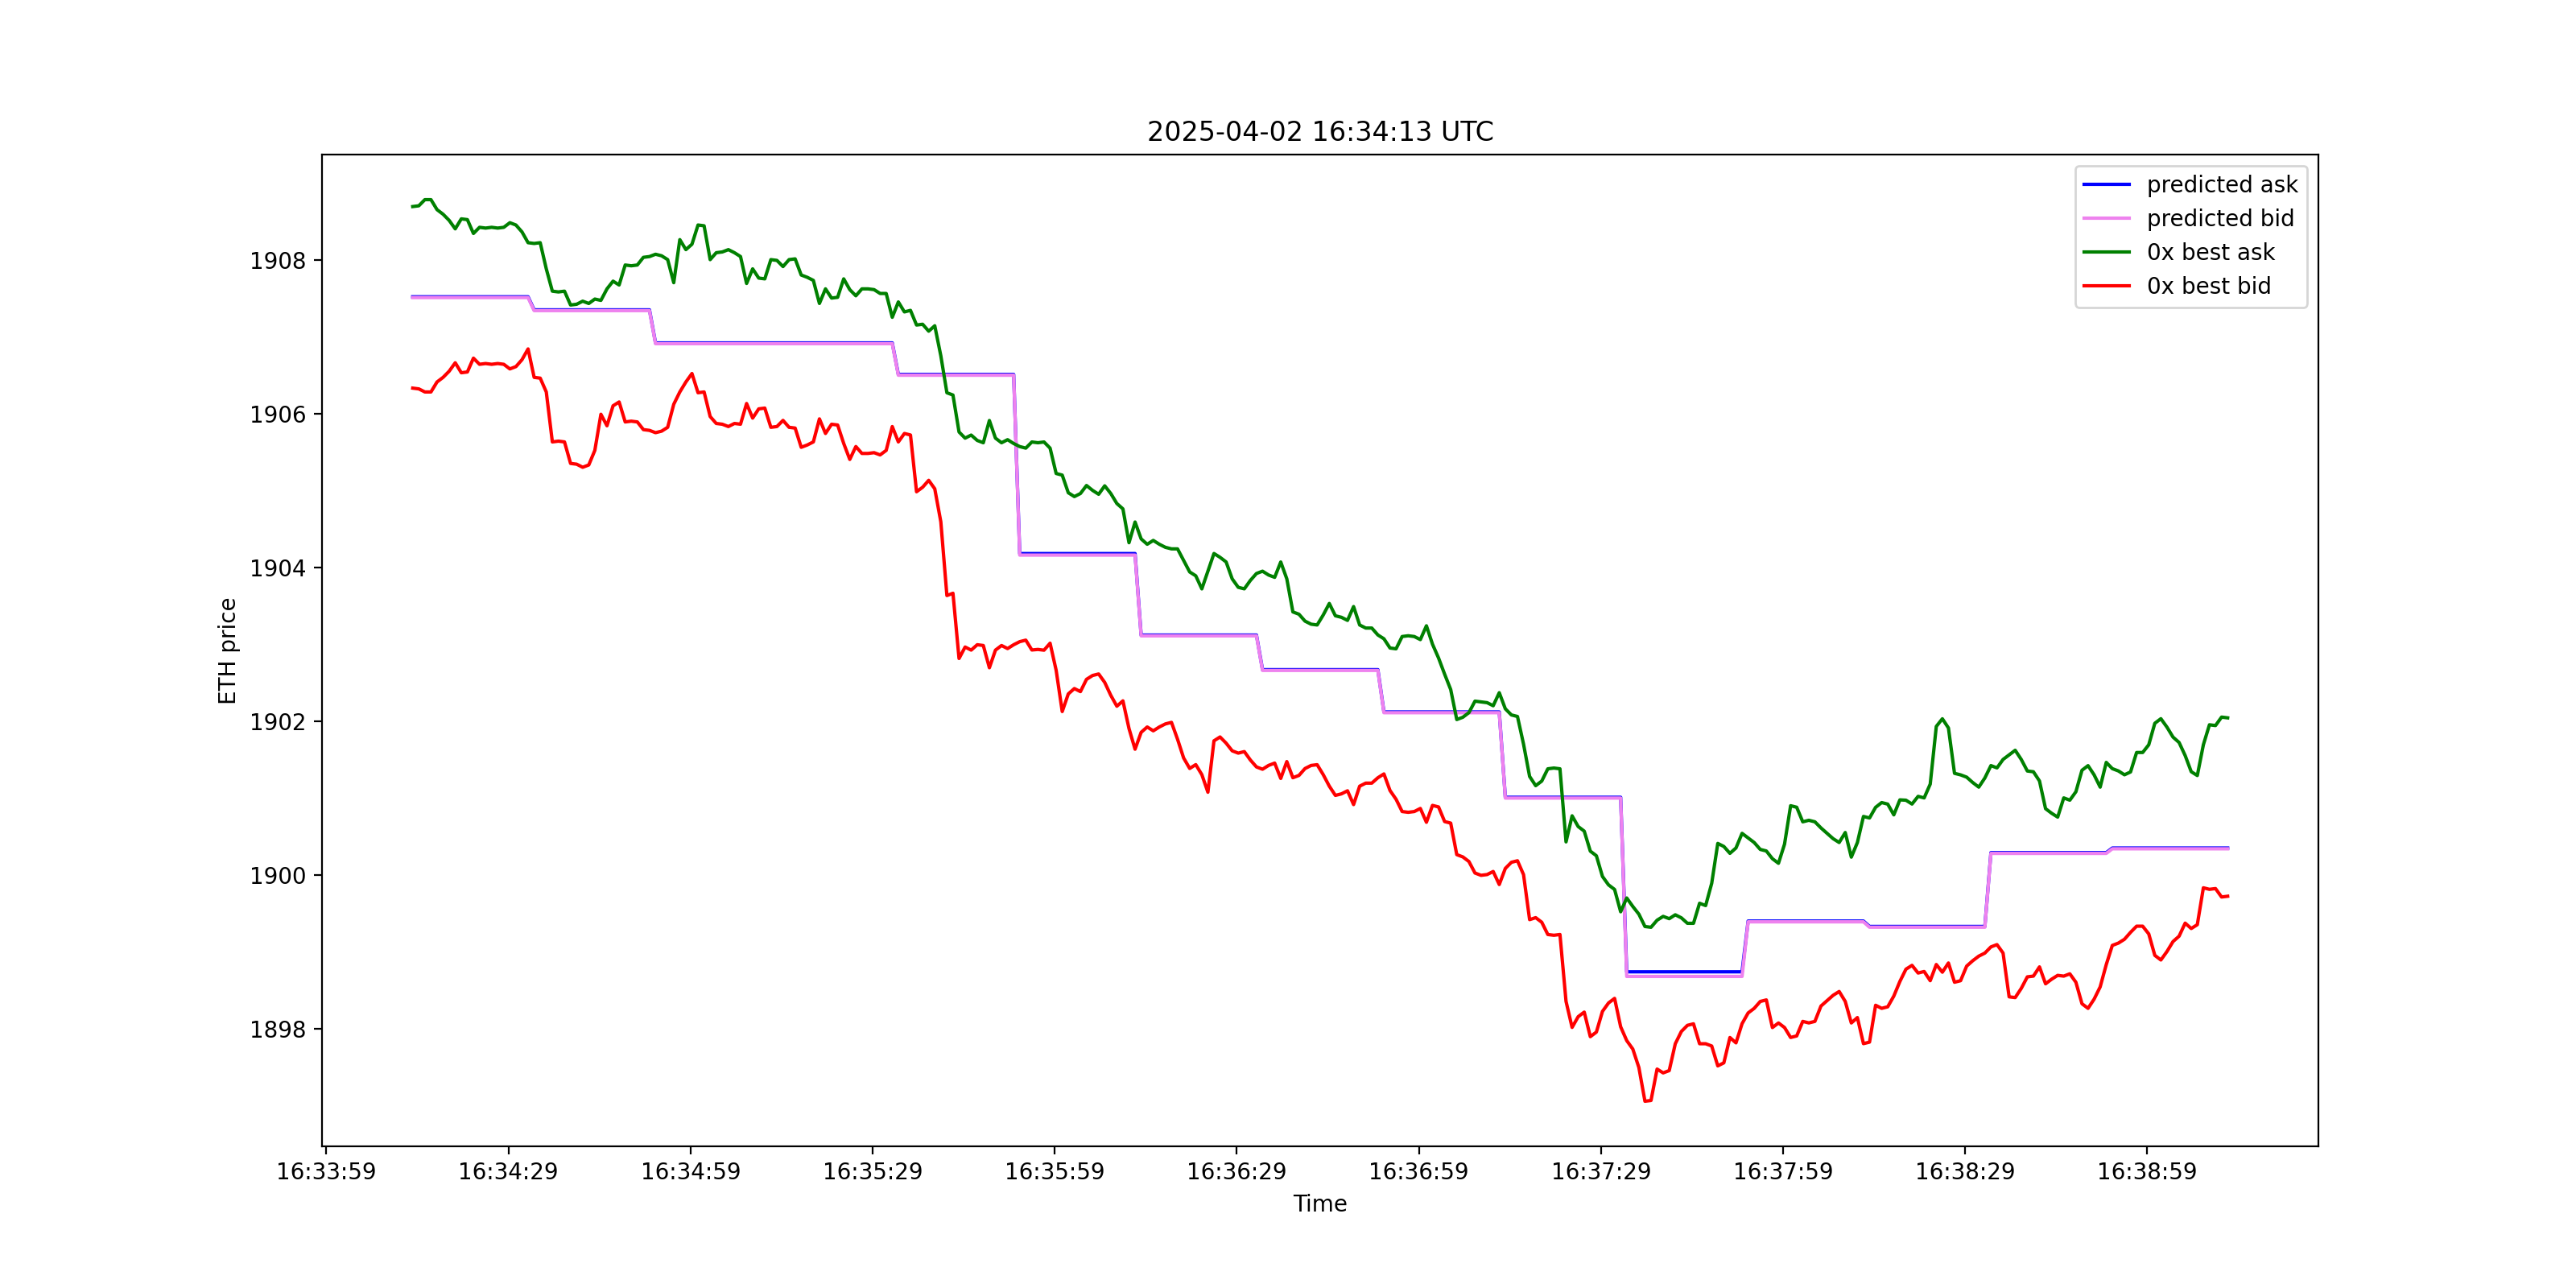 2025-04-02 16:34:13 UTC
predicted ask
predicted bid
0x best ask
0x best bid
ETH price
1908
1906
1904
1902
1900
1898
16:33:59 16:34:29 16:34:59 16:35:29 16:35:59 16:36:29 16:36:59 16:37:29 16:37:59 16:38:29 16:38:59
Time